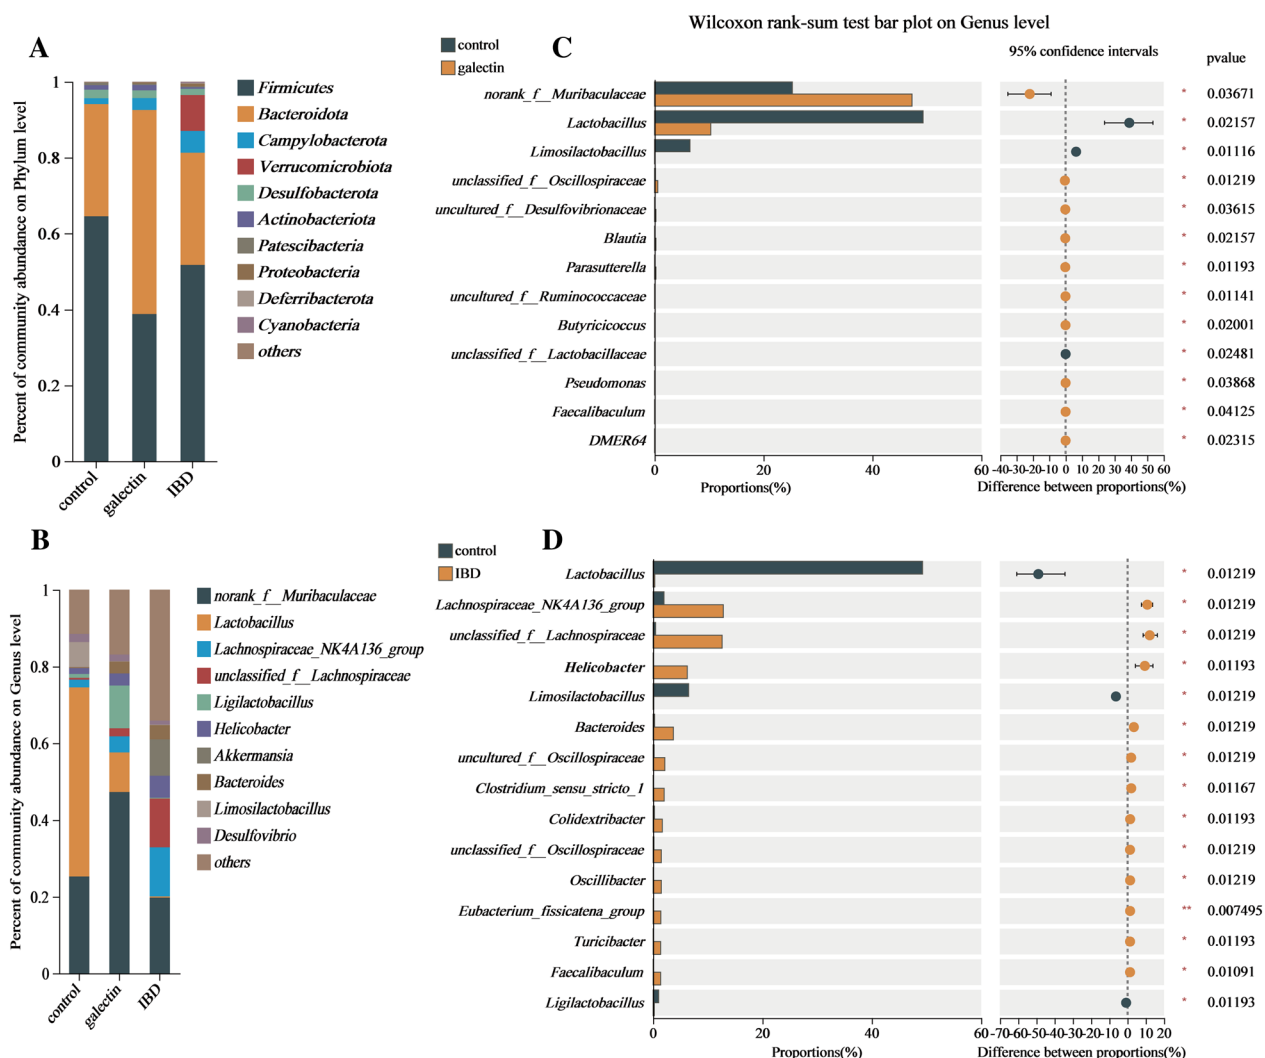 Wilcoxon rank-sum test bar plot on Genus level
A
Percent of community abundance on Phylum level
1
0.8
0.6
0.4
0.2
0
control
galectin
IBD
Firmicutes
Bacteroidota
Campylobacterota
Verrucomicrobiota
Desulfobacterota
Actinobacteriota
Patescibacteria
Proteobacteria
Deferribacterota
Cyanobacteria
others
C
control
galectin
95% confidence intervals
pvalue
norank_f__Muribaculaceae * 0.03671
Lactobacillus * 0.02157
Limosilactobacillus * 0.01116
unclassified_f__Oscillospiraceae * 0.01219
uncultured_f__Desulfovibrionaceae * 0.03615
Blautia * 0.02157
Parasutterella * 0.01193
uncultured_f__Ruminococcaceae * 0.01141
Butyricicoccus * 0.02001
unclassified_f__Lactobacillaceae * 0.02481
Pseudomonas * 0.03868
Faecalibaculum * 0.04125
DMER64 * 0.02315
0 20 40 60
-40-30-20-10 0 10 20 30 40 50 60
Proportions(%)
Difference between proportions(%)
B
Percent of community abundance on Genus level
1
0.8
0.6
0.4
0.2
0
control
galectin
IBD
norank_f__Muribaculaceae
Lactobacillus
Lachnospiraceae_NK4A136_group
unclassified_f__Lachnospiraceae
Ligilactobacillus
Helicobacter
Akkermansia
Bacteroides
Limosilactobacillus
Desulfovibrio
others
D
control
IBD
Lactobacillus * 0.01219
Lachnospiraceae_NK4A136_group * 0.01219
unclassified_f__Lachnospiraceae * 0.01219
Helicobacter * 0.01193
Limosilactobacillus * 0.01219
Bacteroides * 0.01219
uncultured_f__Oscillospiraceae * 0.01219
Clostridium_sensu_stricto_1 * 0.01167
Colidextribacter * 0.01193
unclassified_f__Oscillospiraceae * 0.01219
Oscillibacter * 0.01219
Eubacterium_fissicatena_group ** 0.007495
Turicibacter * 0.01193
Faecalibaculum * 0.01091
Ligilactobacillus * 0.01193
0 20 40 60
-70-60-50-40-30-20-10 0 10 20
Proportions(%)
Difference between proportions(%)